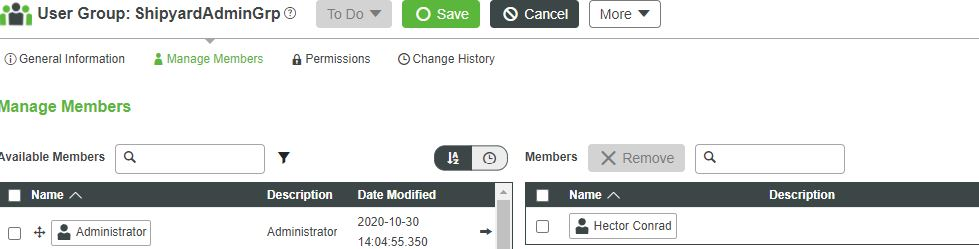 User Group: ShipyardAdminGrp ? To Do Save Cancel More
General Information Manage Members Permissions Change History
Manage Members
Available Members Members Remove
Name Description Date Modified Name Description
Administrator Administrator 2020-10-30 14:04:55.350 Hector Conrad